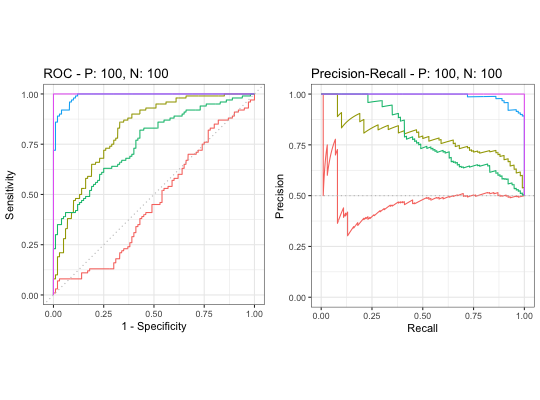 ROC - P: 100, N: 100
Sensitivity
1.00
0.75
0.50
0.25
0.00
0.00 0.25 0.50 0.75 1.00
1 - Specificity
Precision-Recall - P: 100, N: 100
Precision
1.00
0.75
0.50
0.25
0.00
0.00 0.25 0.50 0.75 1.00
Recall